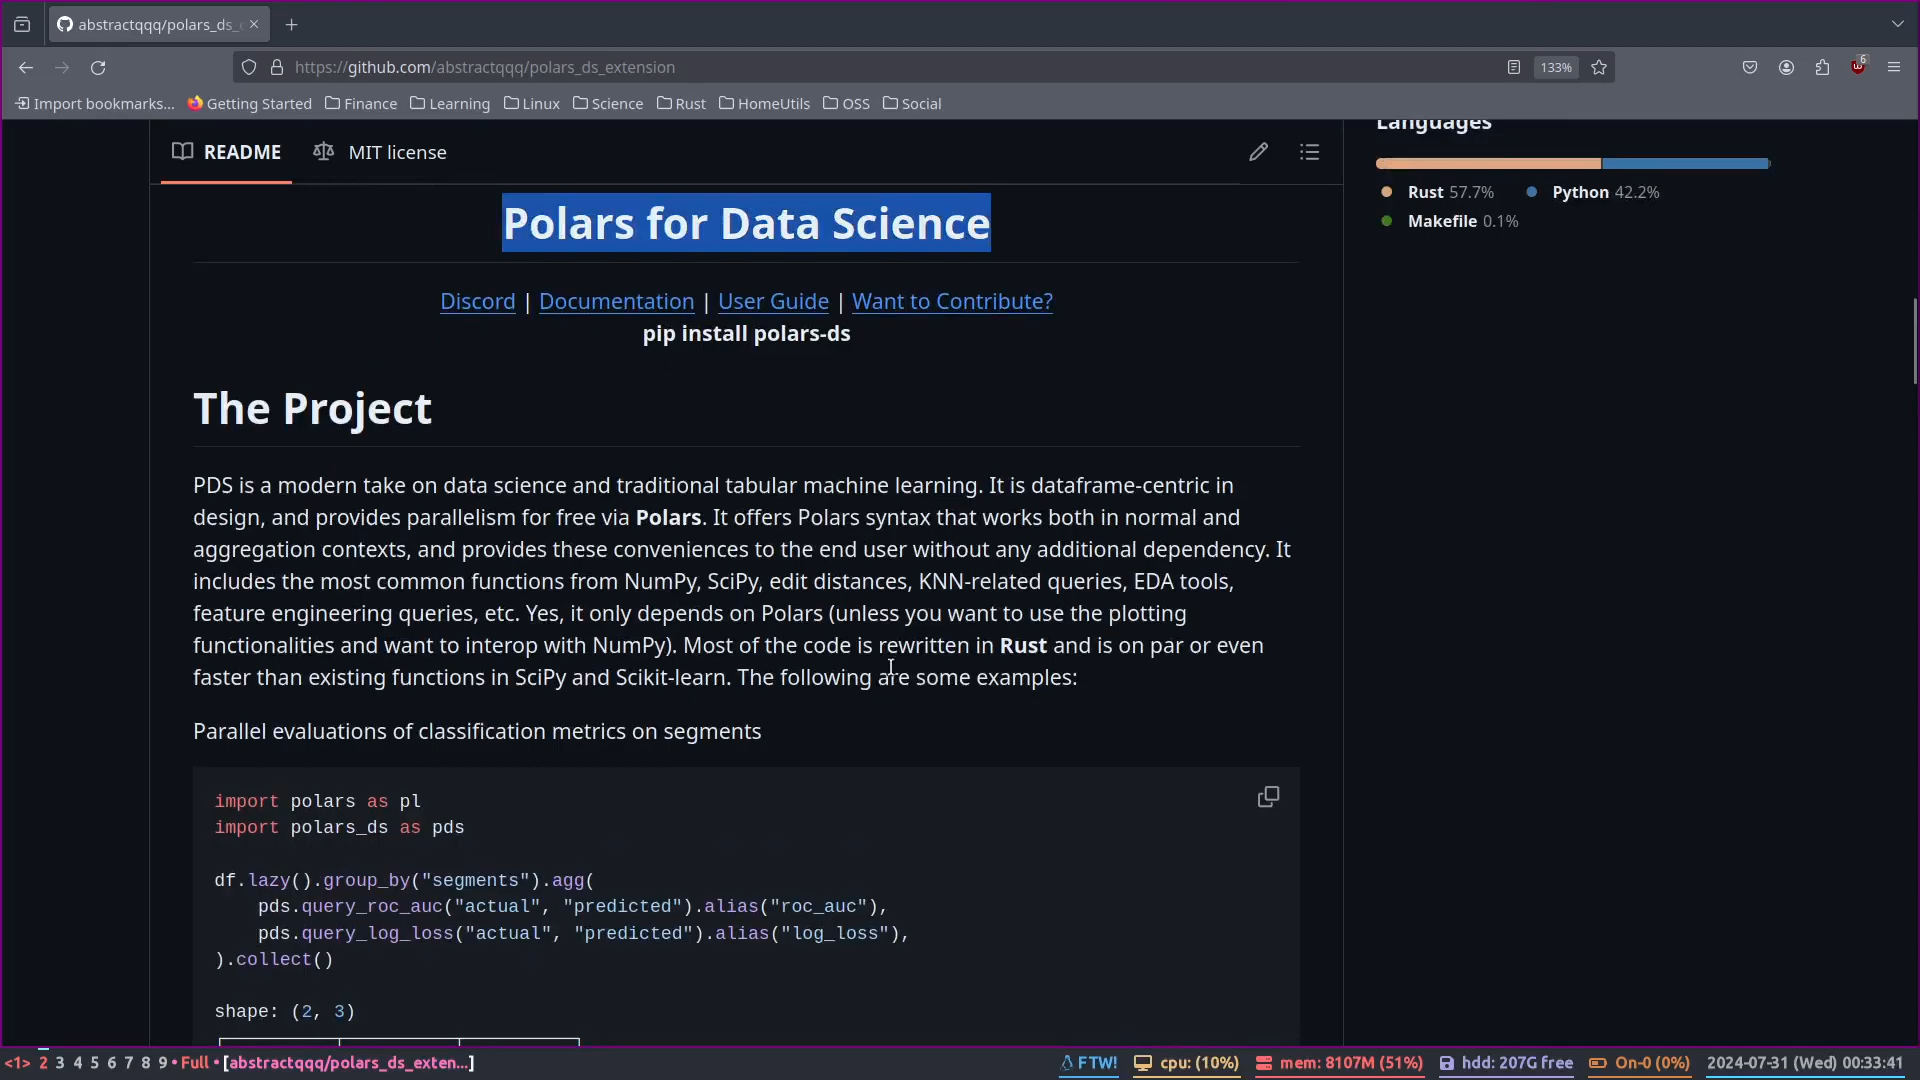 abstractqqq/polars_ds_
https://github.com/abstractqqq/polars_ds_extension
133%
6
Import bookmarks...
Getting Started
Finance
Learning
Linux
Science
Rust
HomeUtils
OSS
Social
README
MIT license
Languages
Rust 57.7%
Python 42.2%
Makefile 0.1%
Polars for Data Science
Discord | Documentation | User Guide | Want to Contribute?
pip install polars-ds
The Project
PDS is a modern take on data science and traditional tabular machine learning. It is dataframe-centric in
design, and provides parallelism for free via Polars. It offers Polars syntax that works both in normal and
aggregation contexts, and provides these conveniences to the end user without any additional dependency. It
includes the most common functions from NumPy, SciPy, edit distances, KNN-related queries, EDA tools,
feature engineering queries, etc. Yes, it only depends on Polars (unless you want to use the plotting
functionalities and want to interop with NumPy). Most of the code is rewritten in Rust and is on par or even
faster than existing functions in SciPy and Scikit-learn. The following are some examples:
Parallel evaluations of classification metrics on segments
import polars as pl
import polars_ds as pds
df.lazy().group_by("segments").agg(
    pds.query_roc_auc("actual", "predicted").alias("roc_auc"),
    pds.query_log_loss("actual", "predicted").alias("log_loss"),
).collect()
shape: (2, 3)
<1> 2 3 4 5 6 7 8 9 • Full • [abstractqqq/polars_ds_exten...]
FTW!
cpu: (10%)
mem: 8107M (51%)
hdd: 207G free
On-0 (0%)
2024-07-31 (Wed) 00:33:41